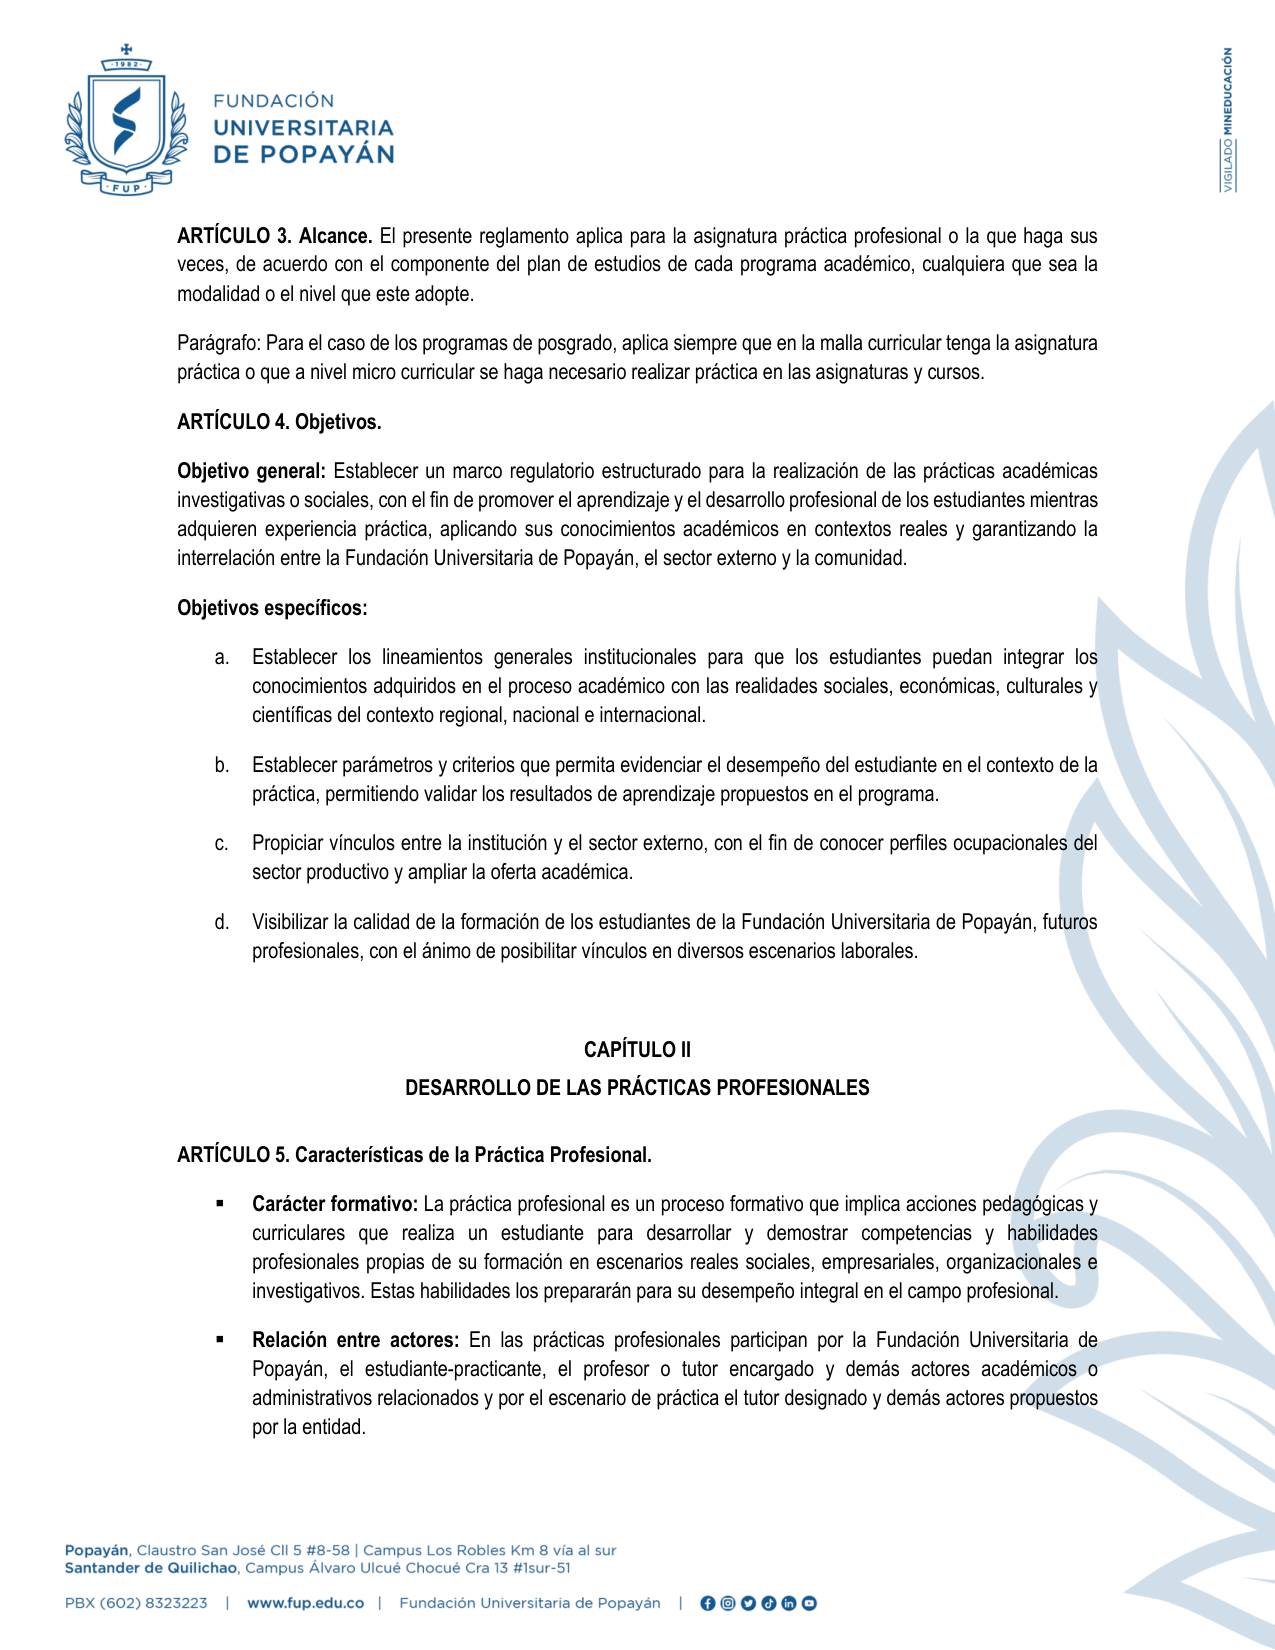 ·1982·
·FUP·
FUNDACIÓN
UNIVERSITARIA
DE POPAYÁN
VIGILADO MINEDUCACIÓN
ARTÍCULO 3. Alcance. El presente reglamento aplica para la asignatura práctica profesional o la que haga sus
veces, de acuerdo con el componente del plan de estudios de cada programa académico, cualquiera que sea la
modalidad o el nivel que este adopte.
Parágrafo: Para el caso de los programas de posgrado, aplica siempre que en la malla curricular tenga la asignatura
práctica o que a nivel micro curricular se haga necesario realizar práctica en las asignaturas y cursos.
ARTÍCULO 4. Objetivos.
Objetivo general: Establecer un marco regulatorio estructurado para la realización de las prácticas académicas
investigativas o sociales, con el fin de promover el aprendizaje y el desarrollo profesional de los estudiantes mientras
adquieren experiencia práctica, aplicando sus conocimientos académicos en contextos reales y garantizando la
interrelación entre la Fundación Universitaria de Popayán, el sector externo y la comunidad.
Objetivos específicos:
a. Establecer los lineamientos generales institucionales para que los estudiantes puedan integrar los
conocimientos adquiridos en el proceso académico con las realidades sociales, económicas, culturales y
científicas del contexto regional, nacional e internacional.
b. Establecer parámetros y criterios que permita evidenciar el desempeño del estudiante en el contexto de la
práctica, permitiendo validar los resultados de aprendizaje propuestos en el programa.
c. Propiciar vínculos entre la institución y el sector externo, con el fin de conocer perfiles ocupacionales del
sector productivo y ampliar la oferta académica.
d. Visibilizar la calidad de la formación de los estudiantes de la Fundación Universitaria de Popayán, futuros
profesionales, con el ánimo de posibilitar vínculos en diversos escenarios laborales.
CAPÍTULO II
DESARROLLO DE LAS PRÁCTICAS PROFESIONALES
ARTÍCULO 5. Características de la Práctica Profesional.
▪ Carácter formativo: La práctica profesional es un proceso formativo que implica acciones pedagógicas y
curriculares que realiza un estudiante para desarrollar y demostrar competencias y habilidades
profesionales propias de su formación en escenarios reales sociales, empresariales, organizacionales e
investigativos. Estas habilidades los prepararán para su desempeño integral en el campo profesional.
▪ Relación entre actores: En las prácticas profesionales participan por la Fundación Universitaria de
Popayán, el estudiante-practicante, el profesor o tutor encargado y demás actores académicos o
administrativos relacionados y por el escenario de práctica el tutor designado y demás actores propuestos
por la entidad.
Popayán, Claustro San José Cll 5 #8-58 | Campus Los Robles Km 8 vía al sur
Santander de Quilichao, Campus Álvaro Ulcué Chocué Cra 13 #1sur-51
PBX (602) 8323223 | www.fup.edu.co | Fundación Universitaria de Popayán |